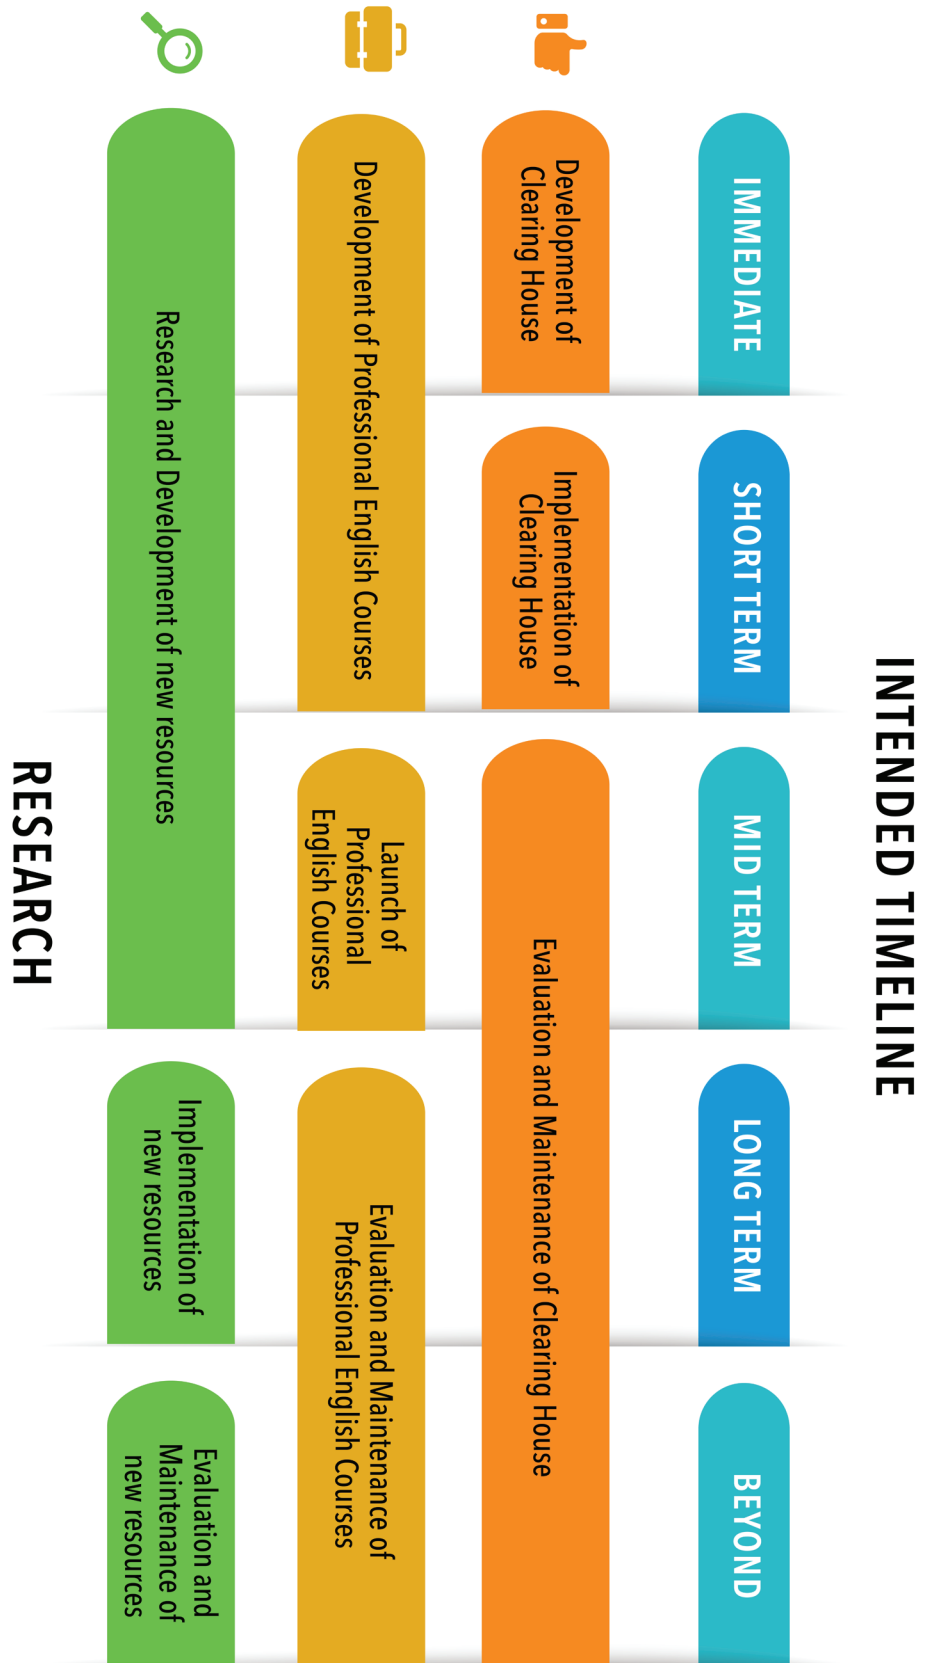 INTENDED TIMELINE
IMMEDIATE
SHORT TERM
MID TERM
LONG TERM
BEYOND
Development of
Clearing House
Implementation of
Clearing House
Evaluation and Maintenance of Clearing House
Development of Professional English Courses
Launch of
Professional
English Courses
Evaluation and Maintenance of
Professional English Courses
Research and Development of new resources
Implementation of
new resources
Evaluation and
Maintenance of
new resources
RESEARCH